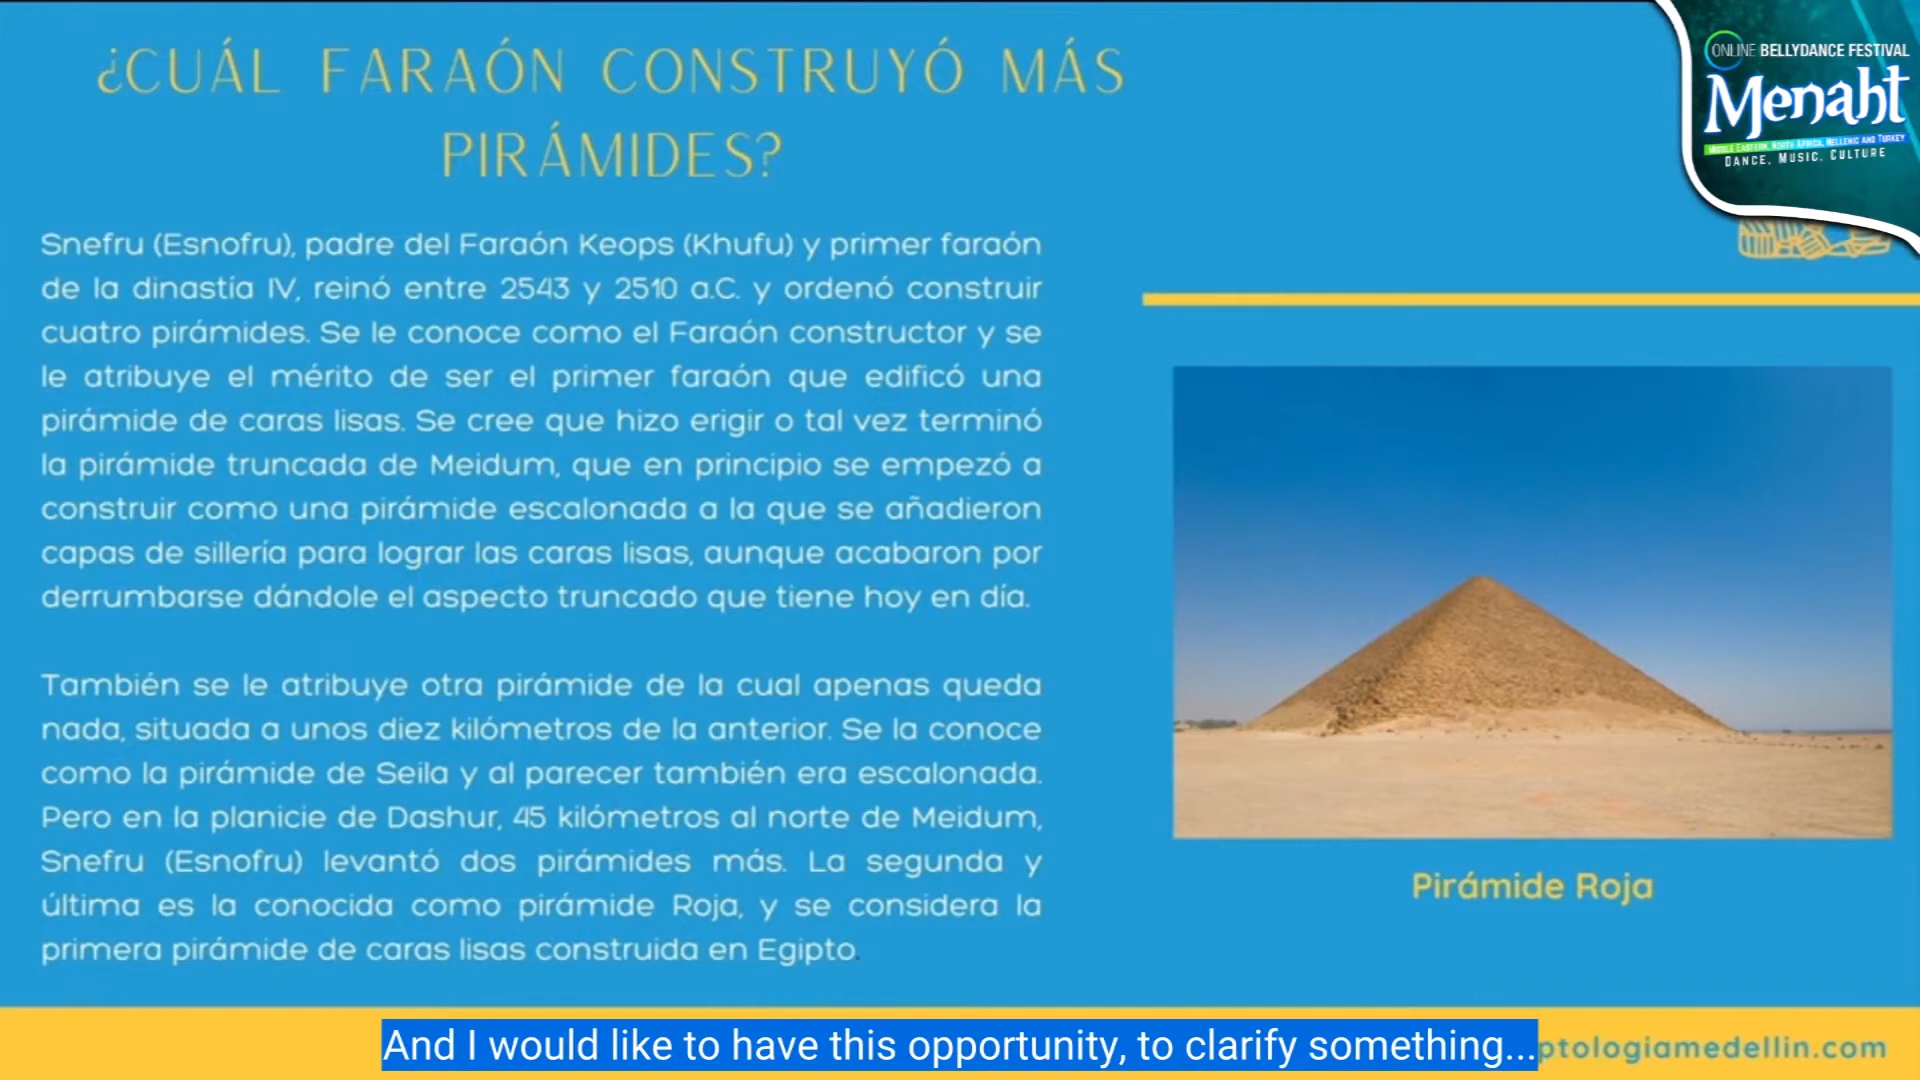 ¿CUÁL FARAÓN CONSTRUYÓ MÁS
PIRÁMIDES?
ONLINE BELLYDANCE FESTIVAL
Menaht
MIDDLE EASTERN, NORTH AFRICA, HELLENIC AND TURKEY
DANCE, MUSIC, CULTURE
Snefru (Esnofru), padre del Faraón Keops (Khufu) y primer faraón
de la dinastía IV, reinó entre 2543 y 2510 a.C. y ordenó construir
cuatro pirámides. Se le conoce como el Faraón constructor y se
le atribuye el mérito de ser el primer faraón que edificó una
pirámide de caras lisas. Se cree que hizo erigir o tal vez terminó
la pirámide truncada de Meidum, que en principio se empezó a
construir como una pirámide escalonada a la que se añadieron
capas de sillería para lograr las caras lisas, aunque acabaron por
derrumbarse dándole el aspecto truncado que tiene hoy en día.
También se le atribuye otra pirámide de la cual apenas queda
nada, situada a unos diez kilómetros de la anterior. Se la conoce
como la pirámide de Seila y al parecer también era escalonada.
Pero en la planicie de Dashur, 45 kilómetros al norte de Meidum,
Snefru (Esnofru) levantó dos pirámides más. La segunda y
última es la conocida como pirámide Roja, y se considera la
primera pirámide de caras lisas construida en Egipto.
Pirámide Roja
And I would like to have this opportunity, to clarify something...
ptologiamedellin.com